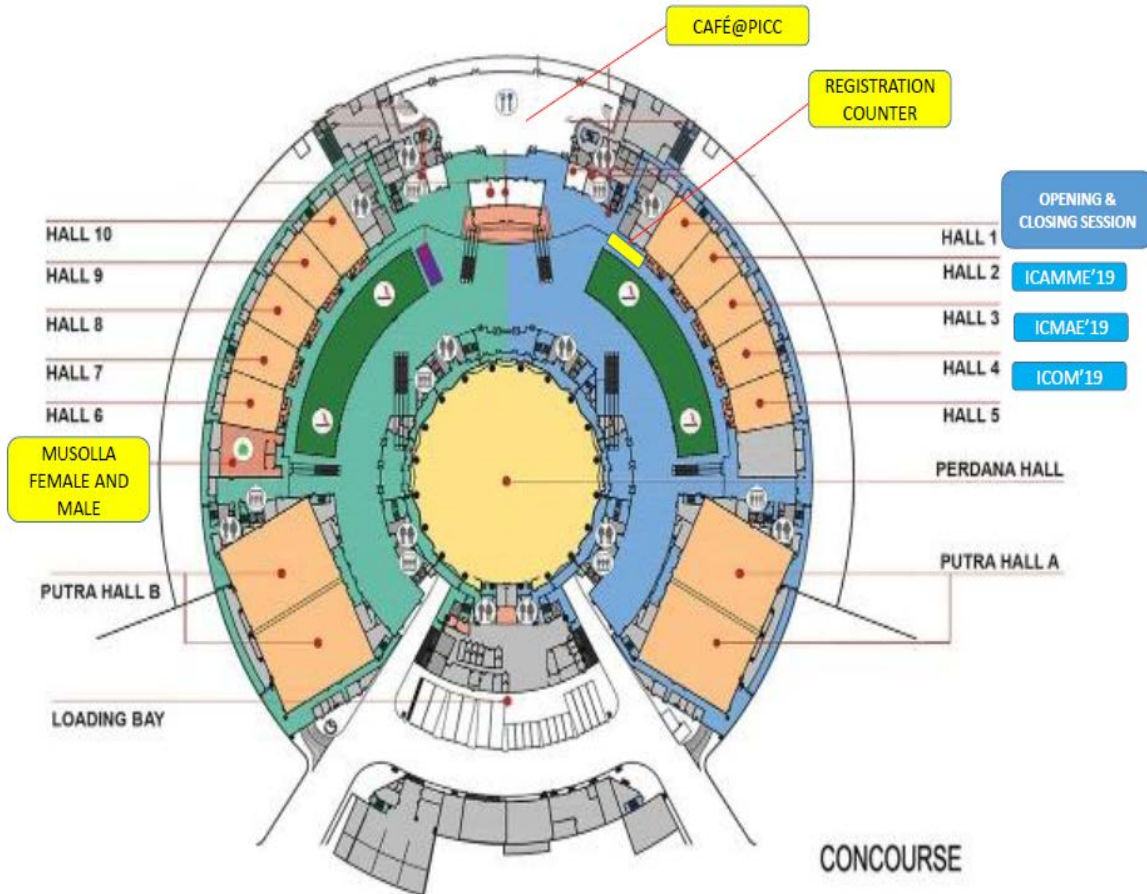 CAFÉ@PICC
REGISTRATION
COUNTER
OPENING &
CLOSING SESSION
HALL 10
HALL 1
HALL 9
HALL 2
ICAMME'19
HALL 8
HALL 3
ICMAE'19
HALL 7
HALL 4
ICOM'19
HALL 6
HALL 5
MUSOLLA
FEMALE AND
MALE
PERDANA HALL
PUTRA HALL B
PUTRA HALL A
LOADING BAY
CONCOURSE